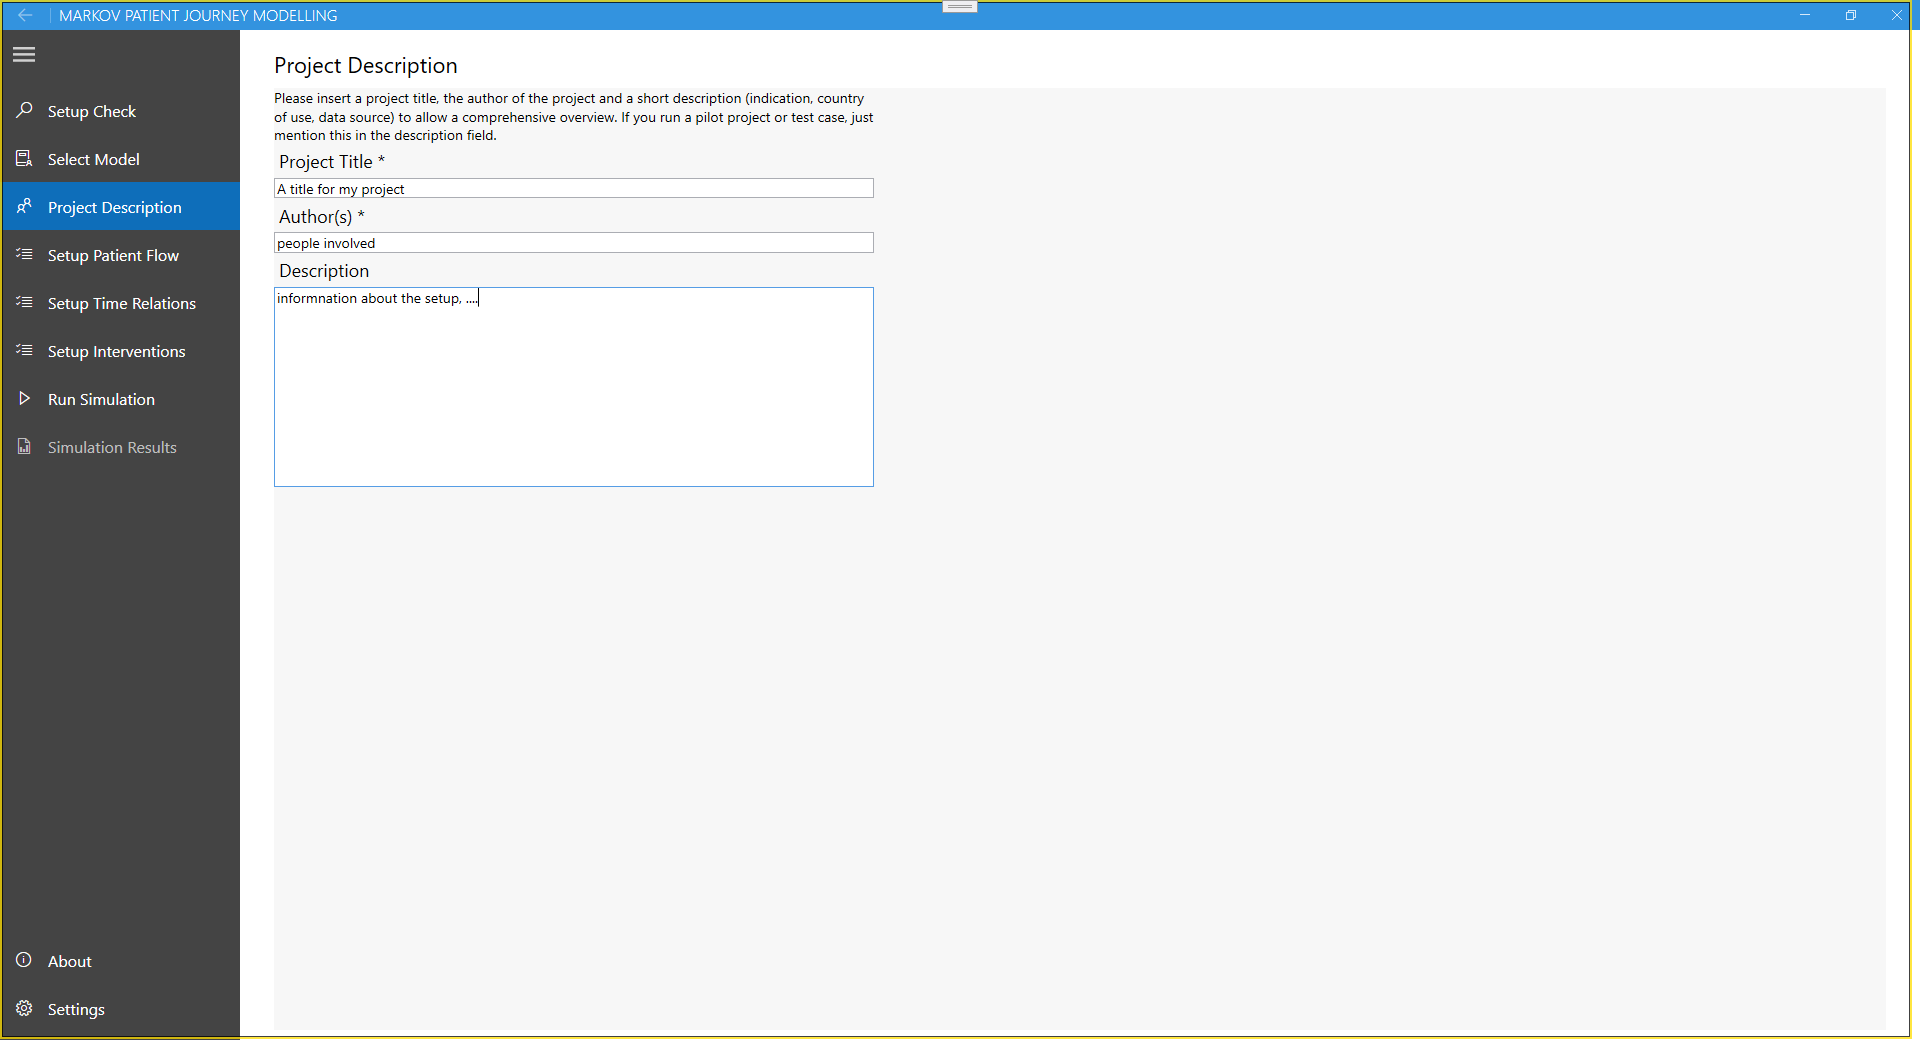 MARKOV PATIENT JOURNEY MODELLING
Setup Check
Select Model
Project Description
Setup Patient Flow
Setup Time Relations
Setup Interventions
Run Simulation
Simulation Results
About
Settings
Project Description
Please insert a project title, the author of the project and a short description (indication, country
of use, data source) to allow a comprehensive overview. If you run a pilot project or test case, just
mention this in the description field.
Project Title *
A title for my project
Author(s) *
people involved
Description
informnation about the setup, ....